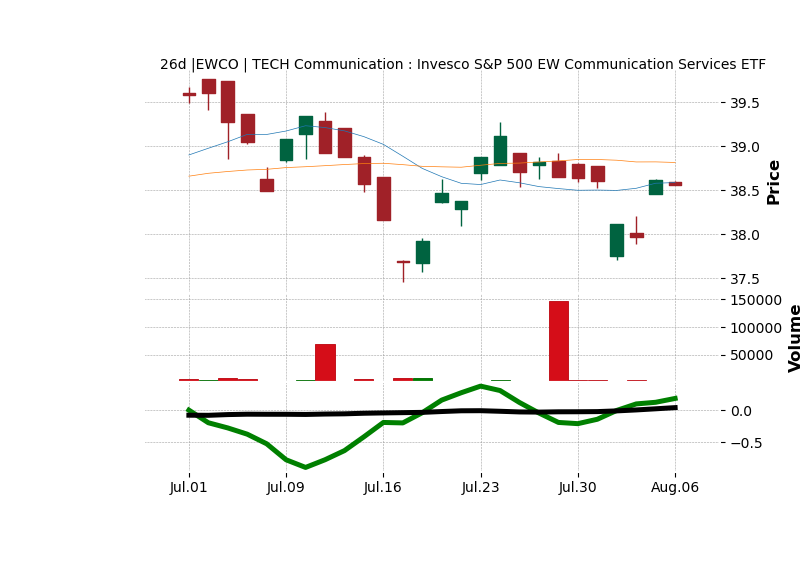 26d |EWCO | TECH Communication : Invesco S&P 500 EW Communication Services ETF
39.5
39.0
38.5
38.0
37.5
Price
150000
100000
50000
Volume
0.0
−0.5
Jul.01 Jul.09 Jul.16 Jul.23 Jul.30 Aug.06